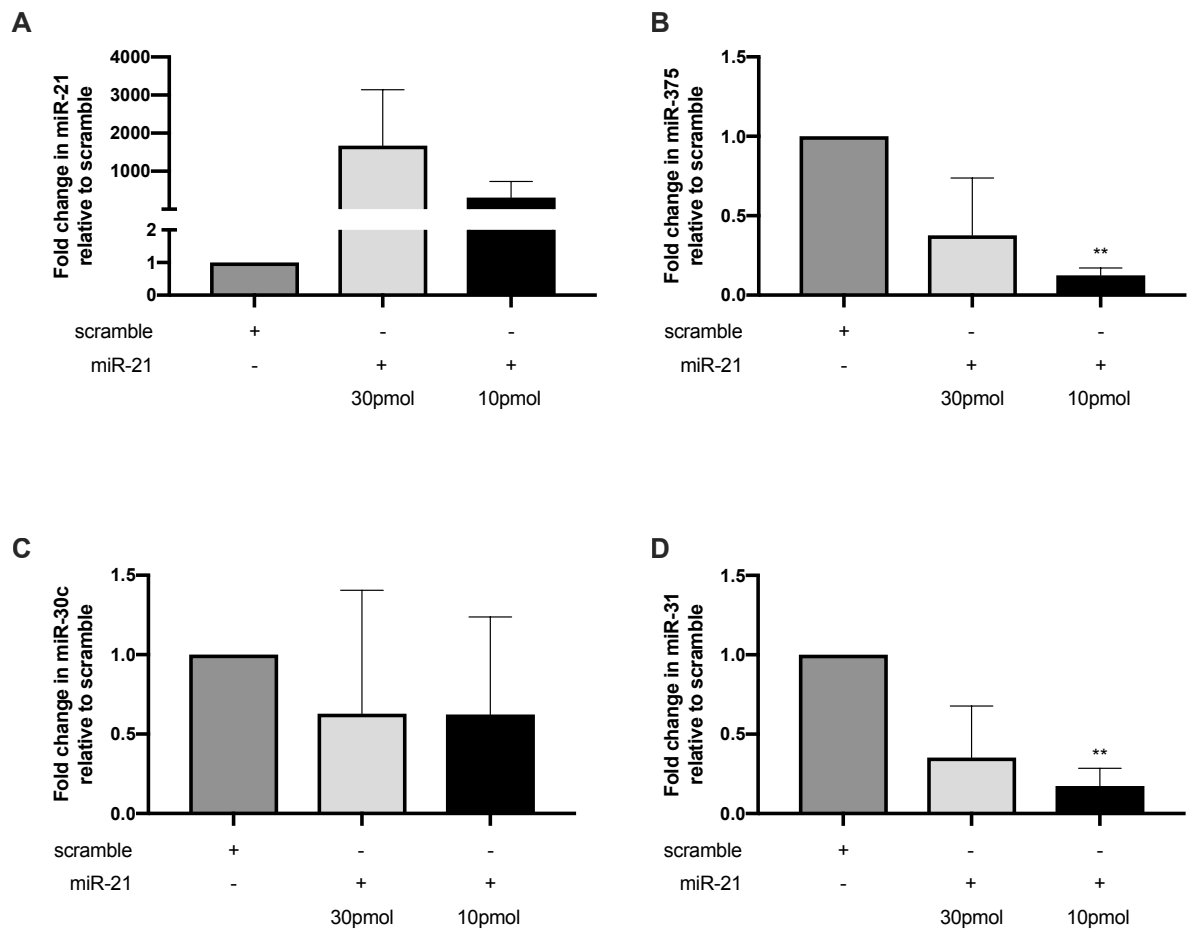 A
Fold change in miR-21
relative to scramble
4000
3000
2000
1000
2
1
0
scramble + - -
miR-21 - + +
30pmol 10pmol
B
Fold change in miR-375
relative to scramble
1.5
1.0
0.5
0.0
**
scramble + - -
miR-21 - + +
30pmol 10pmol
C
Fold change in miR-30c
relative to scramble
1.5
1.0
0.5
0.0
scramble + - -
miR-21 - + +
30pmol 10pmol
D
Fold change in miR-31
relative to scramble
1.5
1.0
0.5
0.0
**
scramble + - -
miR-21 - + +
30pmol 10pmol